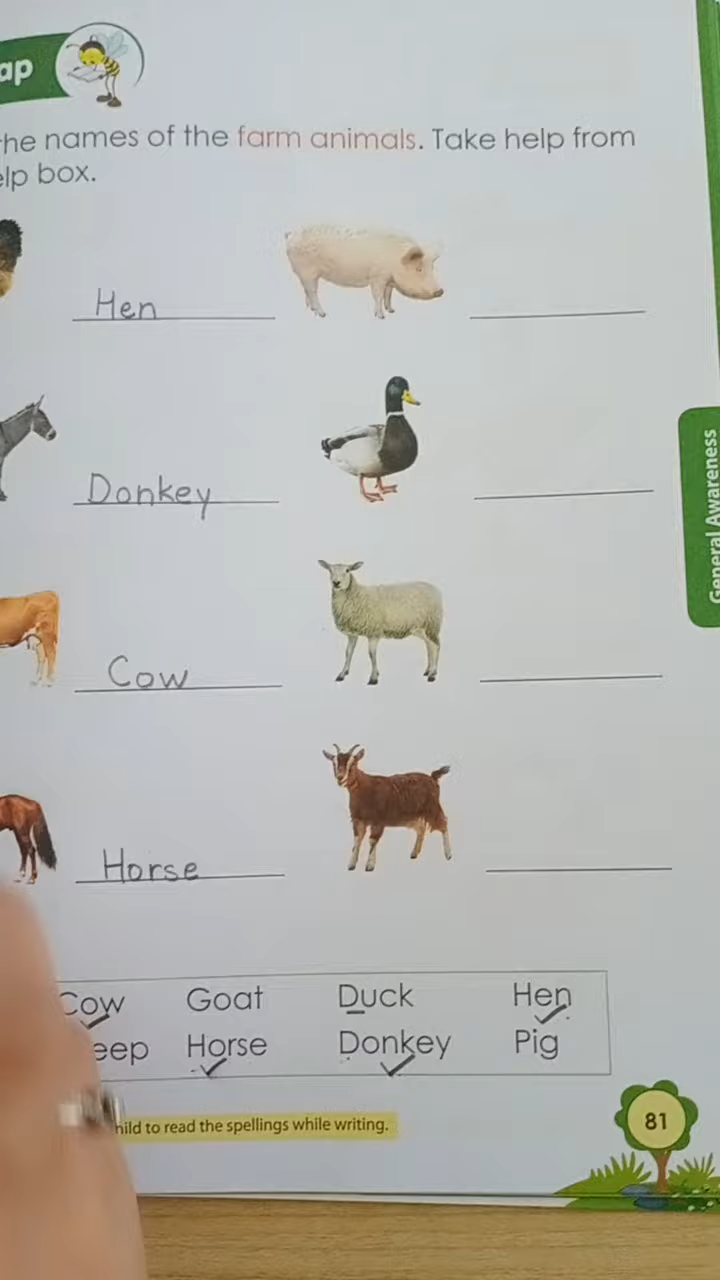 ap
he names of the farm animals. Take help from
elp box.
Hen
Donkey
General Awareness
Cow
Horse
Cow Goat Duck Hen
eep Horse Donkey Pig
hild to read the spellings while writing.
81